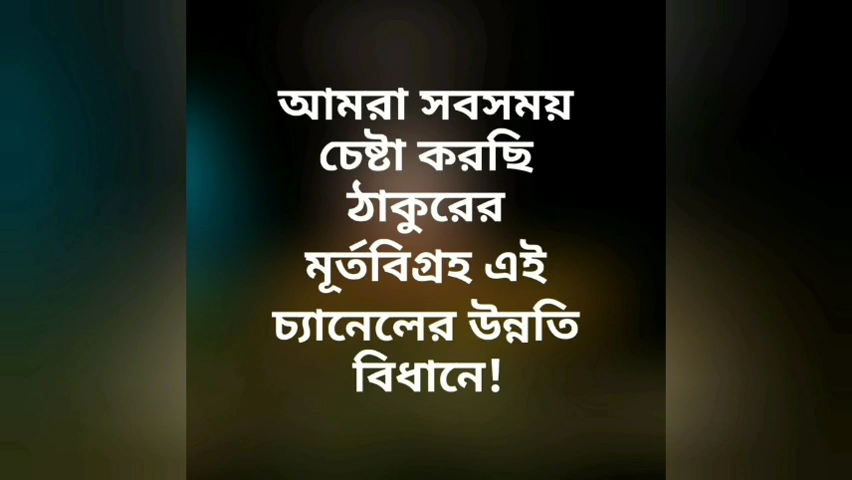 আমরা সবসময়
চেষ্টা করছি
ঠাকুরের
মূর্তবিগ্রহ এই
চ্যানেলের উন্নতি
বিধানে!